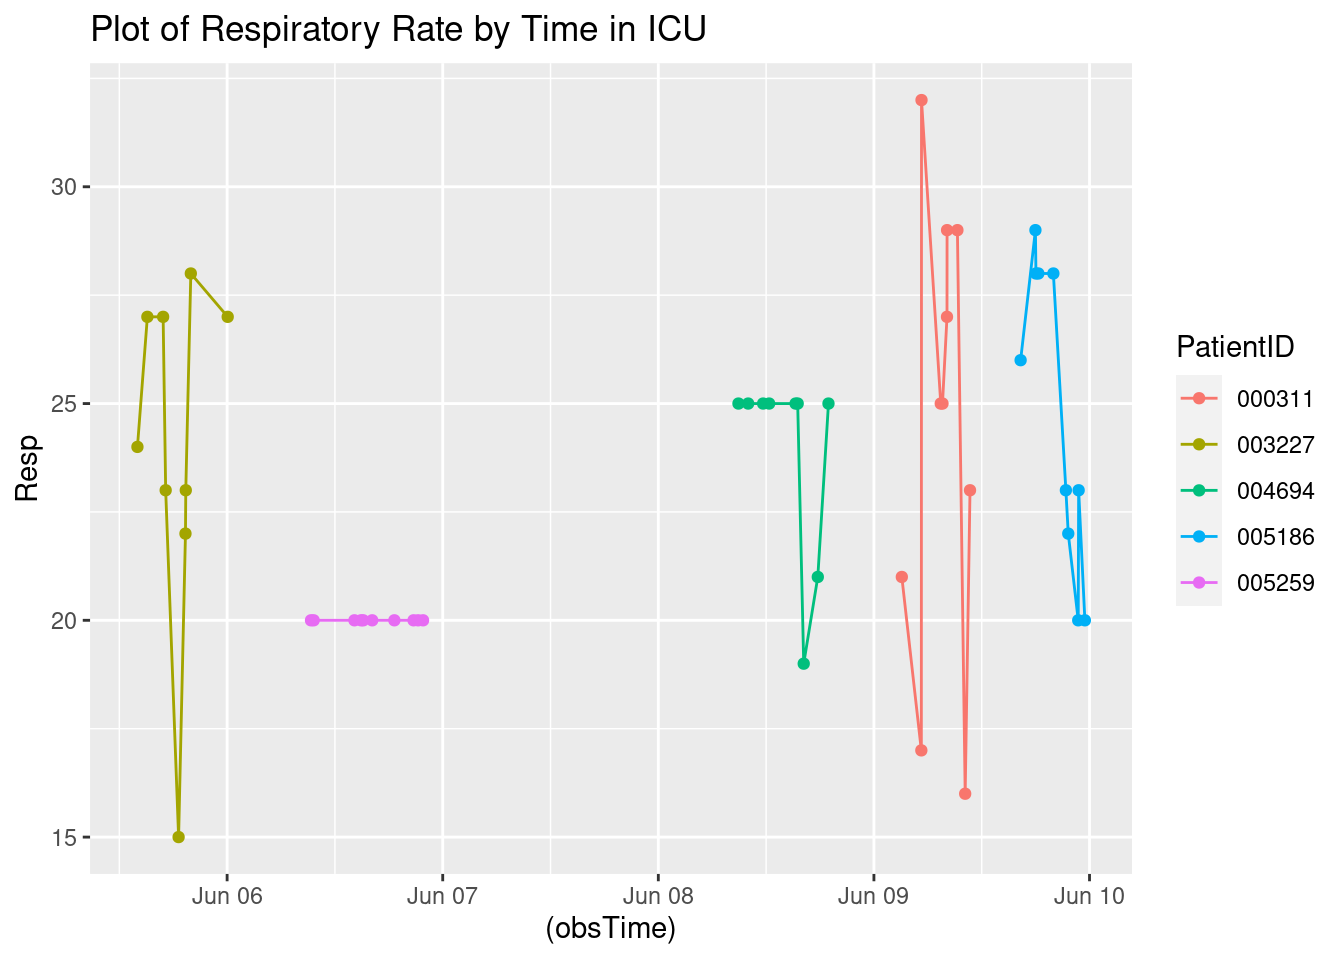 Plot of Respiratory Rate by Time in ICU
30
25
20
15
Resp
Jun 06
Jun 07
Jun 08
Jun 09
Jun 10
(obsTime)
PatientID
000311
003227
004694
005186
005259